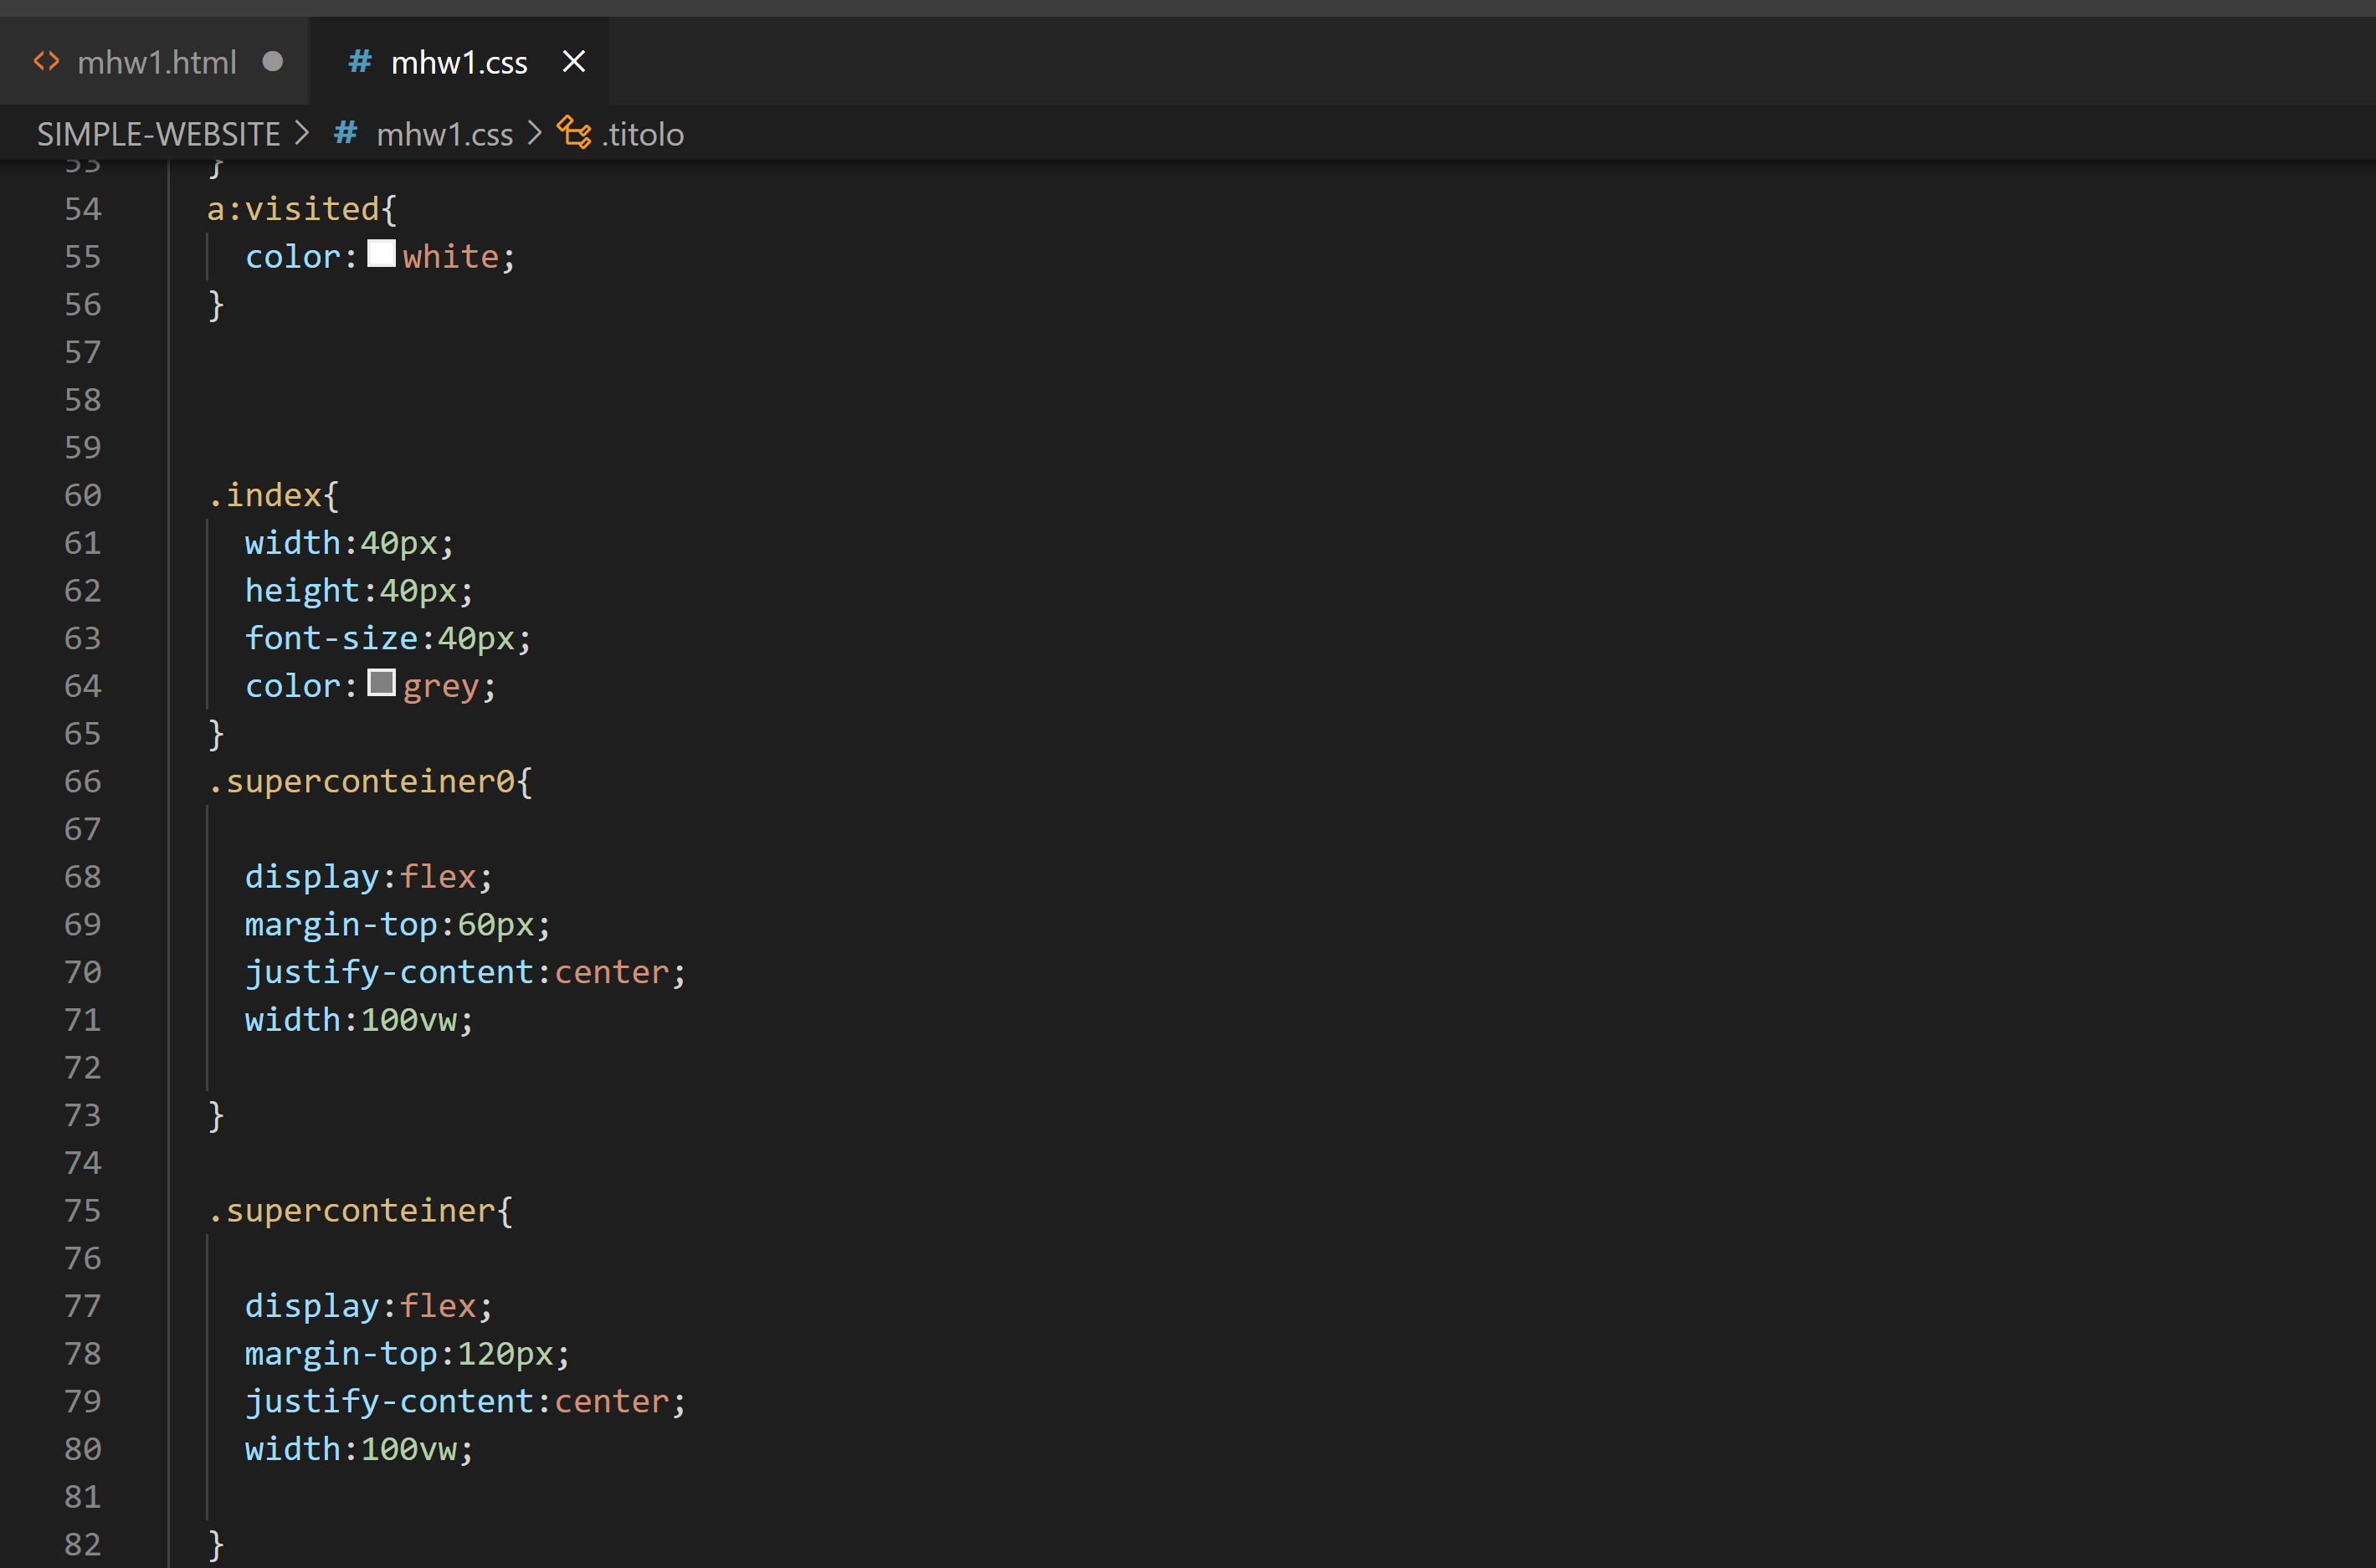 mhw1.html
mhw1.css
SIMPLE-WEBSITE > # mhw1.css > .titolo
53 }
54 a:visited{
55 color: white;
56 }
57
58
59
60 .index{
61 width:40px;
62 height:40px;
63 font-size:40px;
64 color: grey;
65 }
66 .superconteiner0{
67
68 display:flex;
69 margin-top:60px;
70 justify-content:center;
71 width:100vw;
72
73 }
74
75 .superconteiner{
76
77 display:flex;
78 margin-top:120px;
79 justify-content:center;
80 width:100vw;
81
82 }